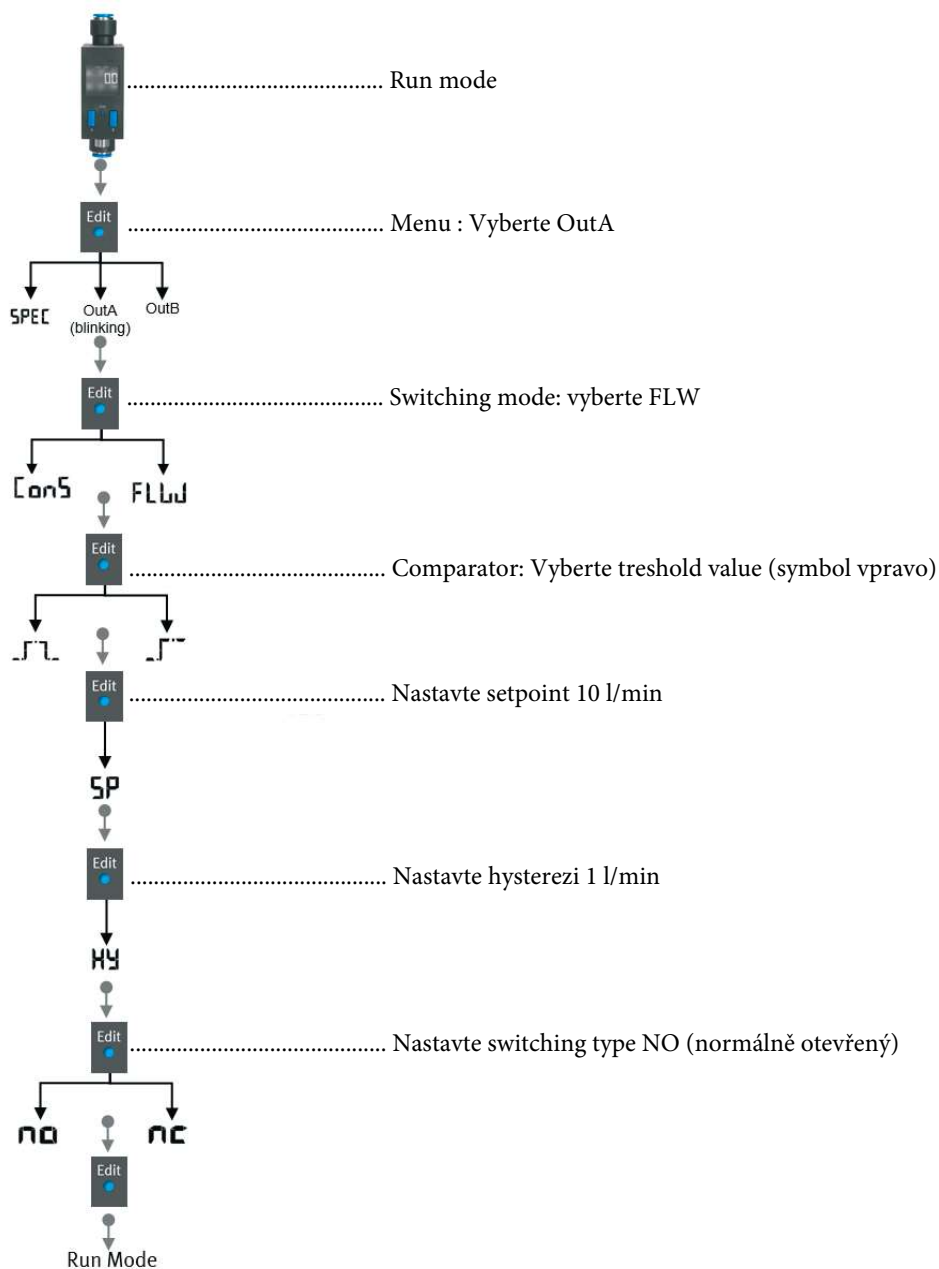 0.0
.............................................. Run mode
Edit
.............................................. Menu : Vyberte OutA
SPEC
OutA
(blinking)
OutB
Edit
.............................................. Switching mode: vyberte FLW
ConS
FLW
Edit
.............................................. Comparator: Vyberte treshold value (symbol vpravo)
Edit
.............................................. Nastavte setpoint 10 l/min
SP
Edit
.............................................. Nastavte hysterezi 1 l/min
HY
Edit
.............................................. Nastavte switching type NO (normálně otevřený)
no
nc
Edit
Run Mode